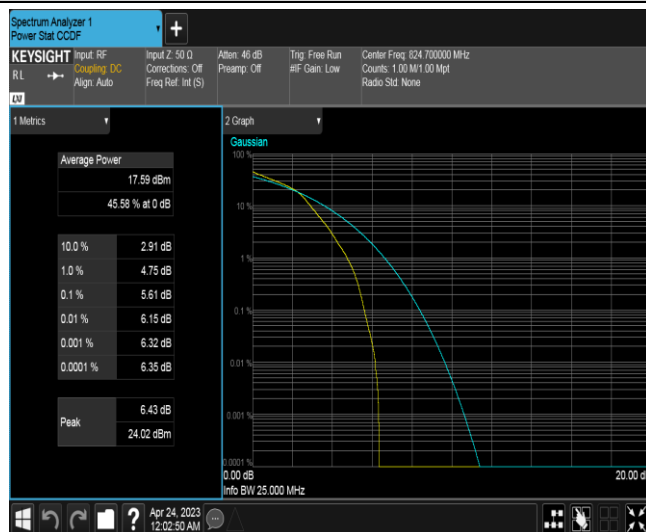 Spectrum Analyzer 1
Power Stat CCDF
+
KEYSIGHT
RL
LXI
Input: RF
Coupling: DC
Align: Auto
Input Z: 50 Ω
Corrections: Off
Freq Ref: Int (S)
Atten: 46 dB
Preamp: Off
Trig: Free Run
#IF Gain: Low
Center Freq: 824.700000 MHz
Counts: 1.00 M/1.00 Mpt
Radio Std: None
1 Metrics
Average Power
17.59 dBm
45.58 % at 0 dB
10.0 % 2.91 dB
1.0 % 4.75 dB
0.1 % 5.61 dB
0.01 % 6.15 dB
0.001 % 6.32 dB
0.0001 % 6.35 dB
Peak
6.43 dB
24.02 dBm
2 Graph
Gaussian
100 %
10 %
1 %
0.1 %
0.01 %
0.001 %
0.0001 %
0.00 dB
20.00 d
Info BW 25.000 MHz
?
Apr 24, 2023
12:02:50 AM